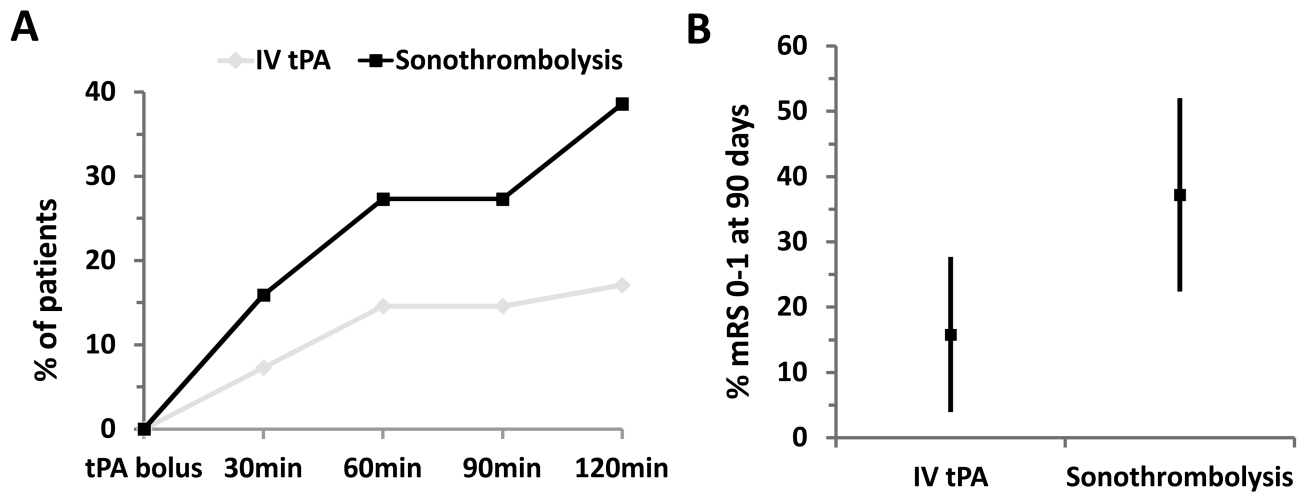 A
IV tPA
Sonothrombolysis
% of patients
40
30
20
10
0
tPA bolus 30min 60min 90min 120min
B
% mRS 0-1 at 90 days
60
50
40
30
20
10
0
IV tPA Sonothrombolysis